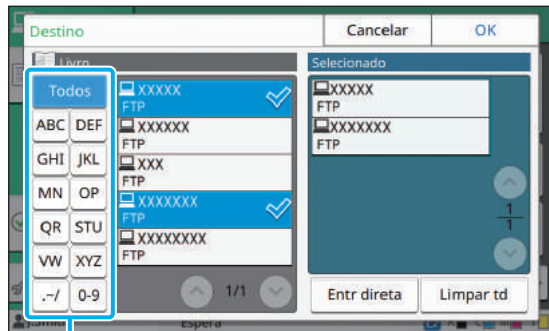 Destino
Cancelar
OK
Livro
Selecionado
Todos
ABC DEF
GHI JKL
MN OP
QR STU
VW XYZ
.-/ 0-9
XXXXX
FTP
XXXXXX
FTP
XXX
FTP
XXXXXXX
FTP
XXXXXXXX
FTP
1/1
XXXXX
FTP
XXXXXXX
FTP
1
1
Entr direta
Limpar td
J.Smith
Espera